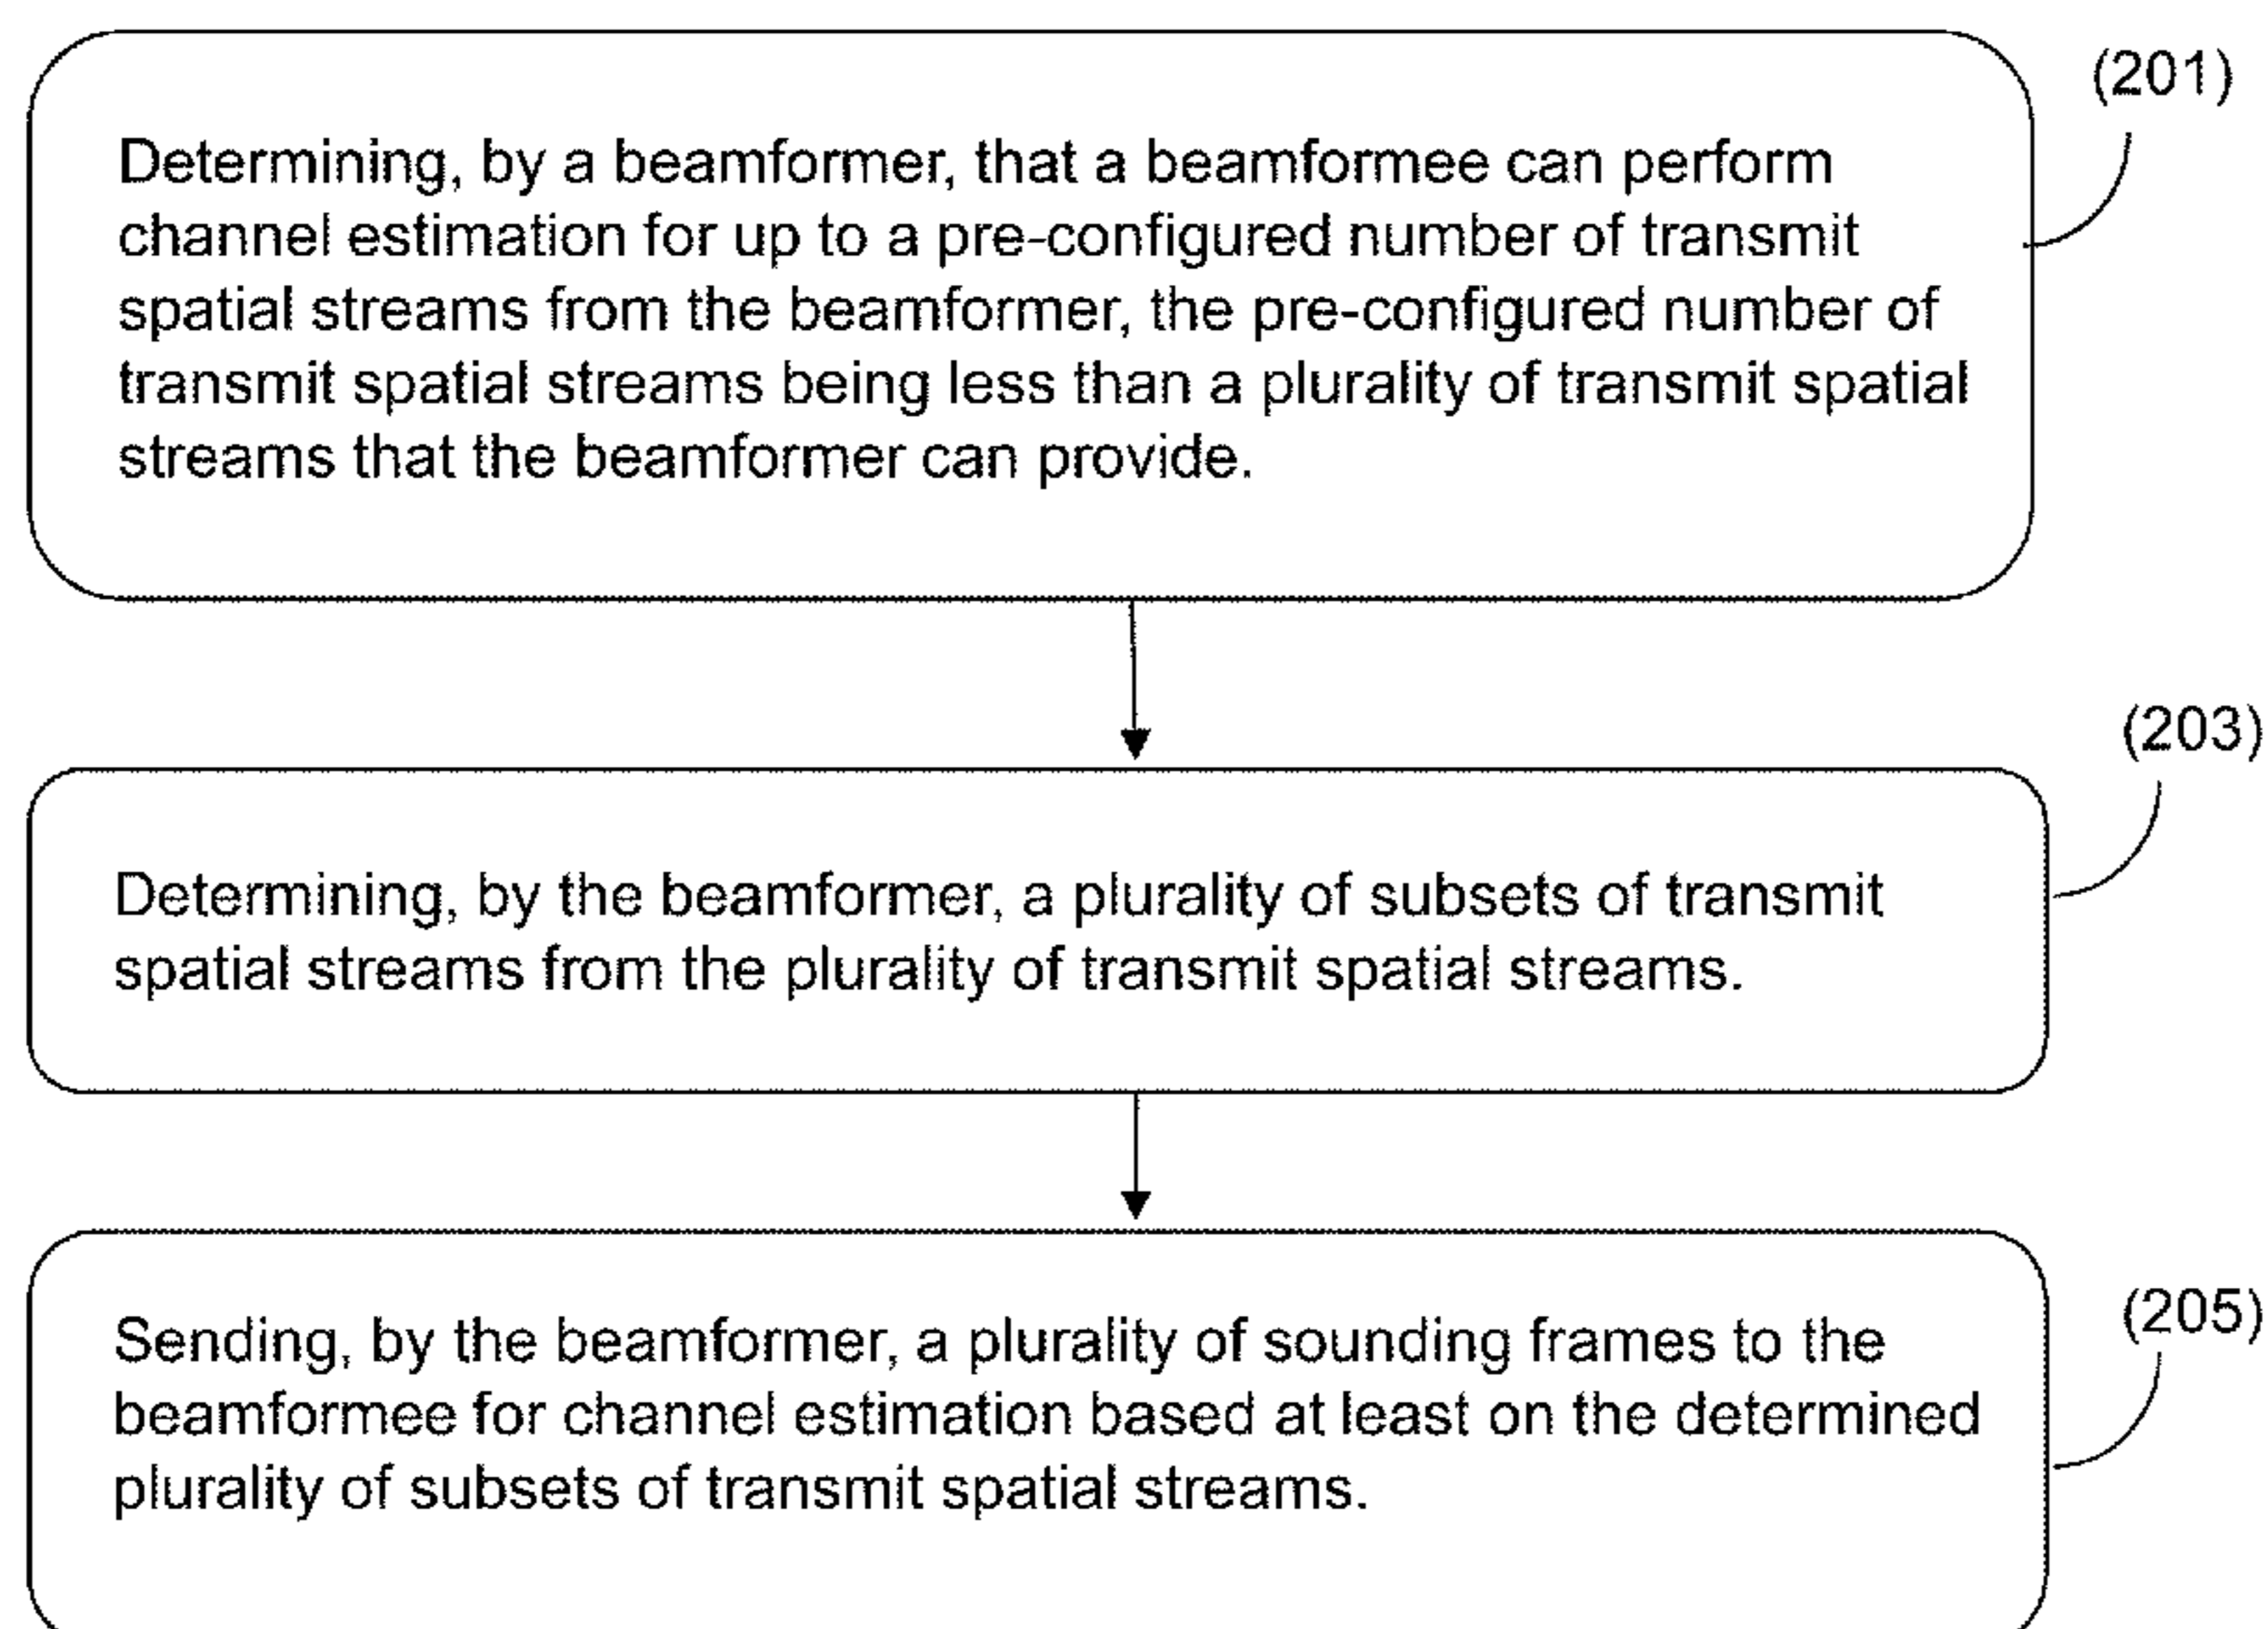 (201)
Determining, by a beamformer, that a beamformee can perform
channel estimation for up to a pre-configured number of transmit
spatial streams from the beamformer, the pre-configured number of
transmit spatial streams being less than a plurality of transmit spatial
streams that the beamformer can provide.
(203)
Determining, by the beamformer, a plurality of subsets of transmit
spatial streams from the plurality of transmit spatial streams.
(205)
Sending, by the beamformer, a plurality of sounding frames to the
beamformee for channel estimation based at least on the determined
plurality of subsets of transmit spatial streams.